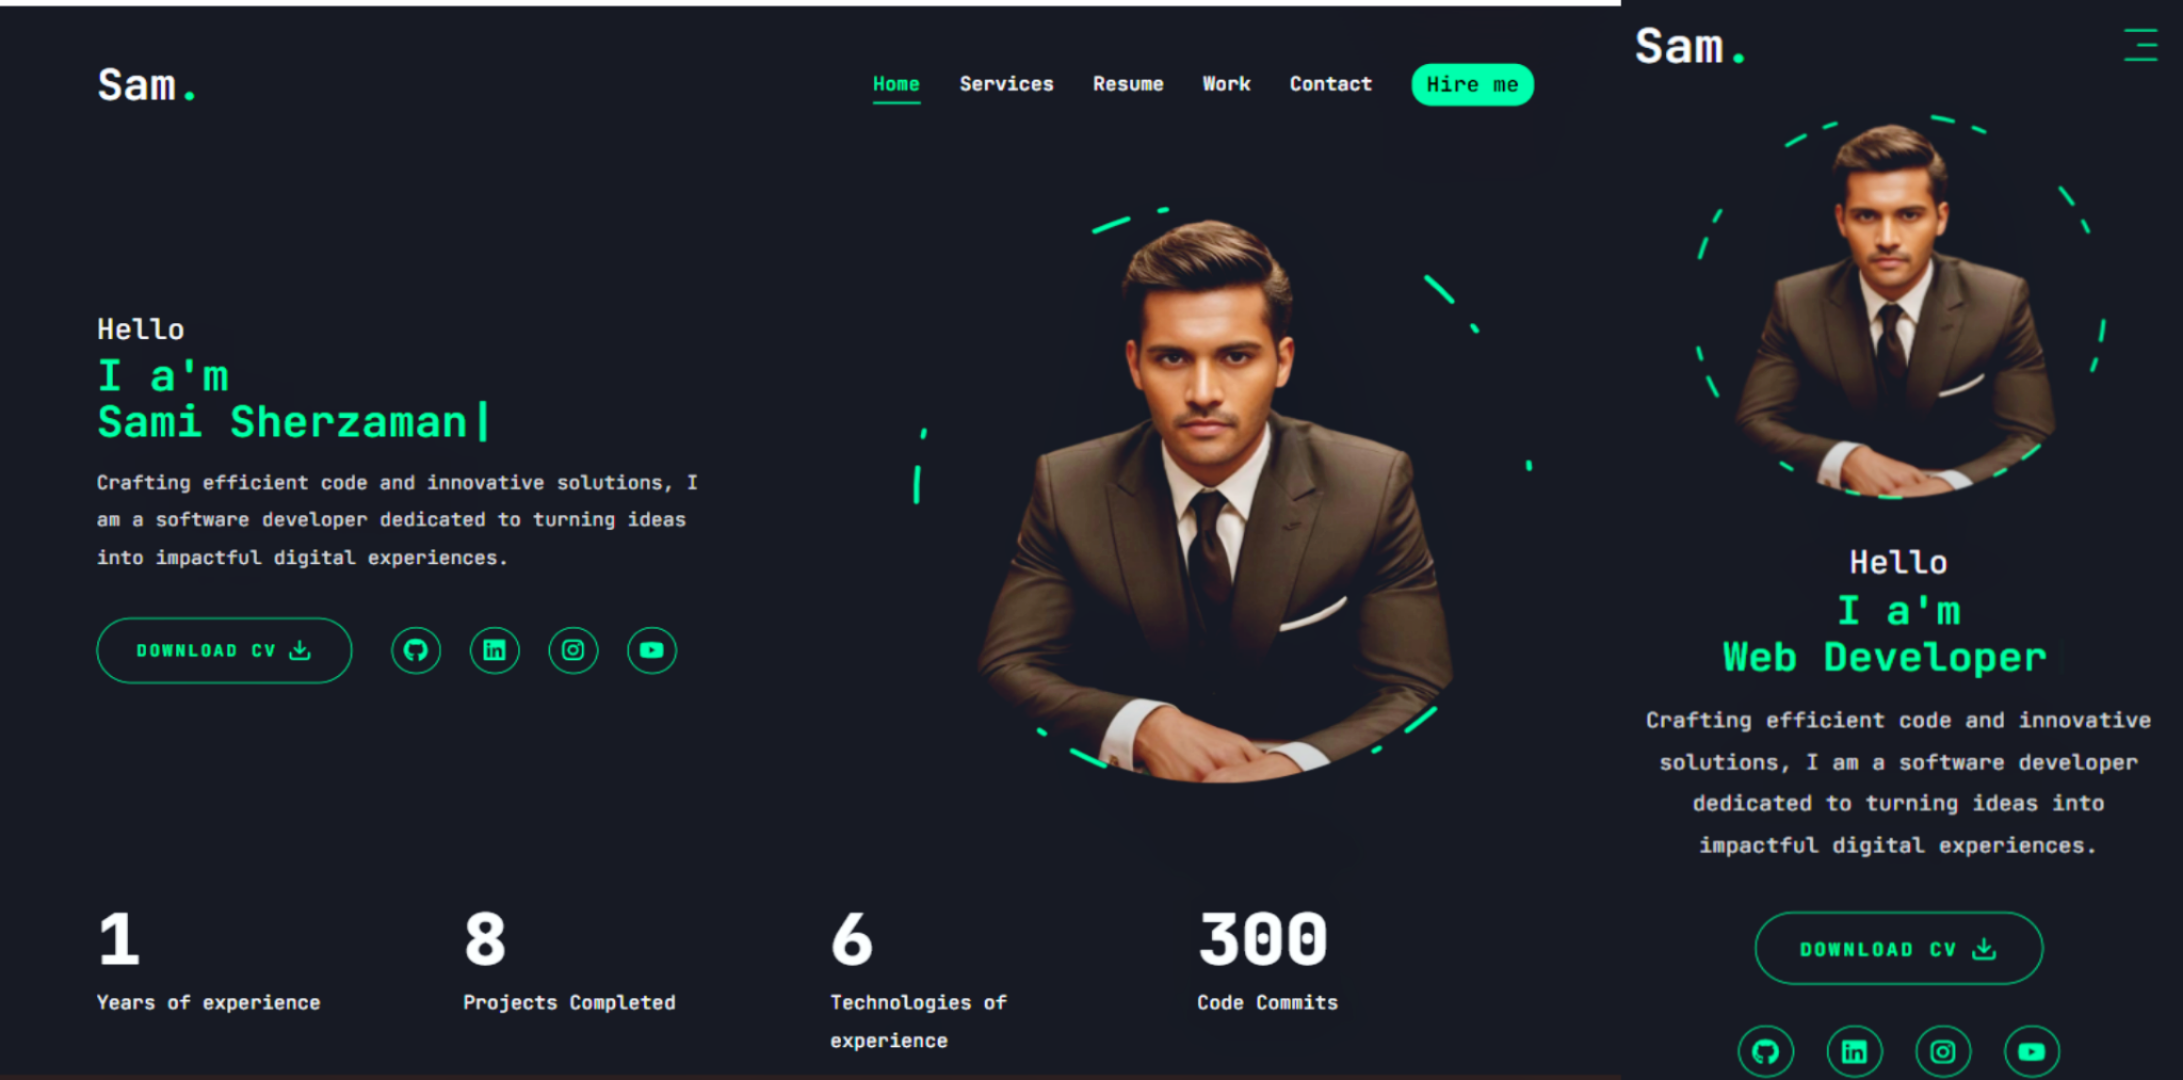 Sam.
Home Services Resume Work Contact Hire me
Hello
I a'm
Sami Sherzaman|
Crafting efficient code and innovative solutions, I
am a software developer dedicated to turning ideas
into impactful digital experiences.
DOWNLOAD CV
in
1
Years of experience
8
Projects Completed
6
Technologies of
experience
300
Code Commits
Sam.
Hello
I a'm
Web Developer
Crafting efficient code and innovative
solutions, I am a software developer
dedicated to turning ideas into
impactful digital experiences.
DOWNLOAD CV
in